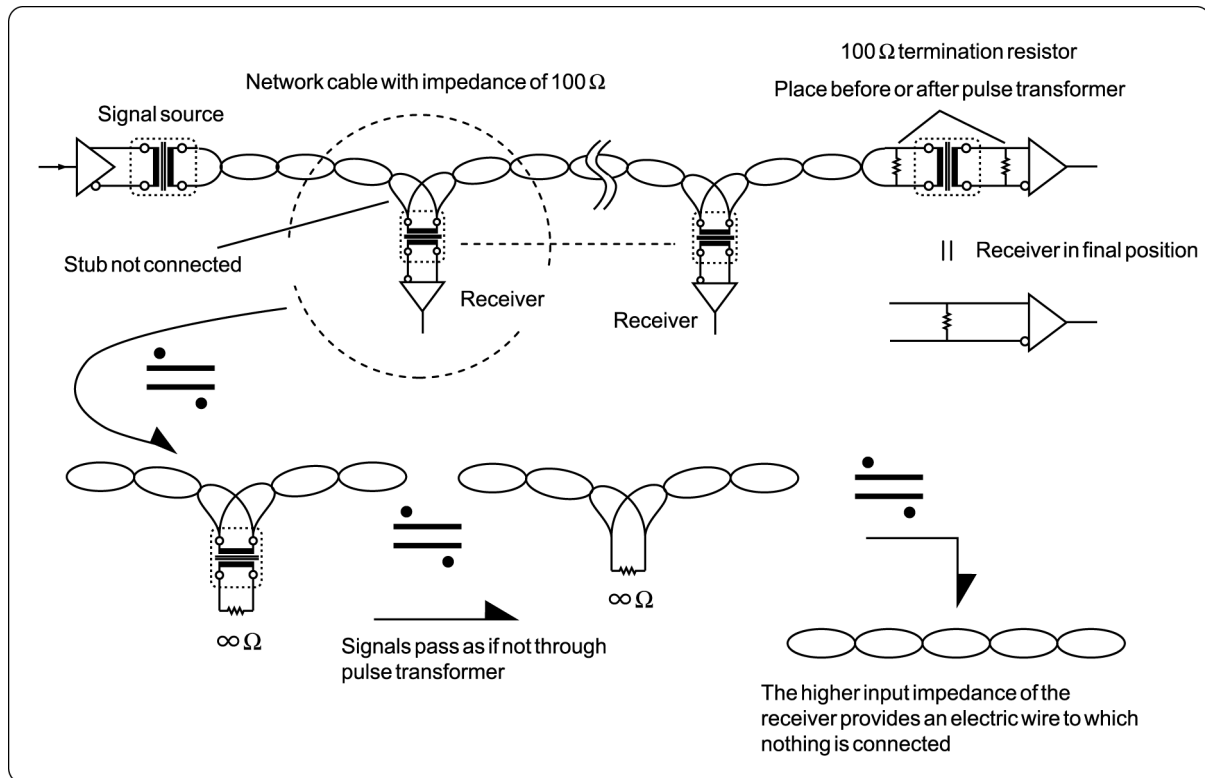 100Ω termination resistor
Network cable with impedance of 100Ω
Place before or after pulse transformer
Signal source
Stub not connected
Receiver
Receiver
|| Receiver in final position
∞Ω
∞Ω
Signals pass as if not through
pulse transformer
The higher input impedance of the
receiver provides an electric wire to which
nothing is connected